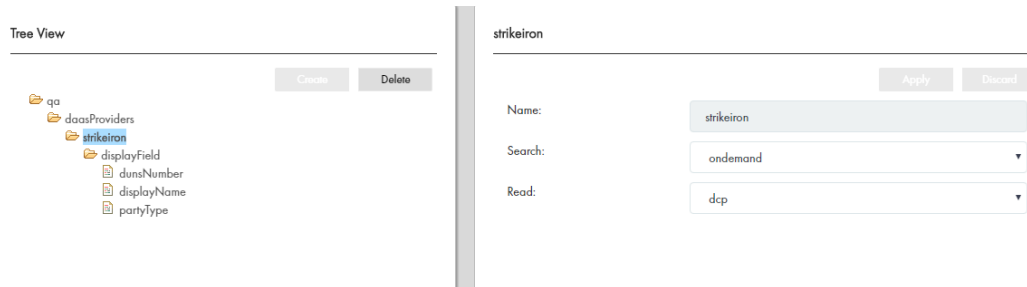 Tree View
Create
Delete
qa
daasProviders
strikeiron
displayField
dunsNumber
displayName
partyType
strikeiron
Apply
Discard
Name:
strikeiron
Search:
ondemand
Read:
dcp